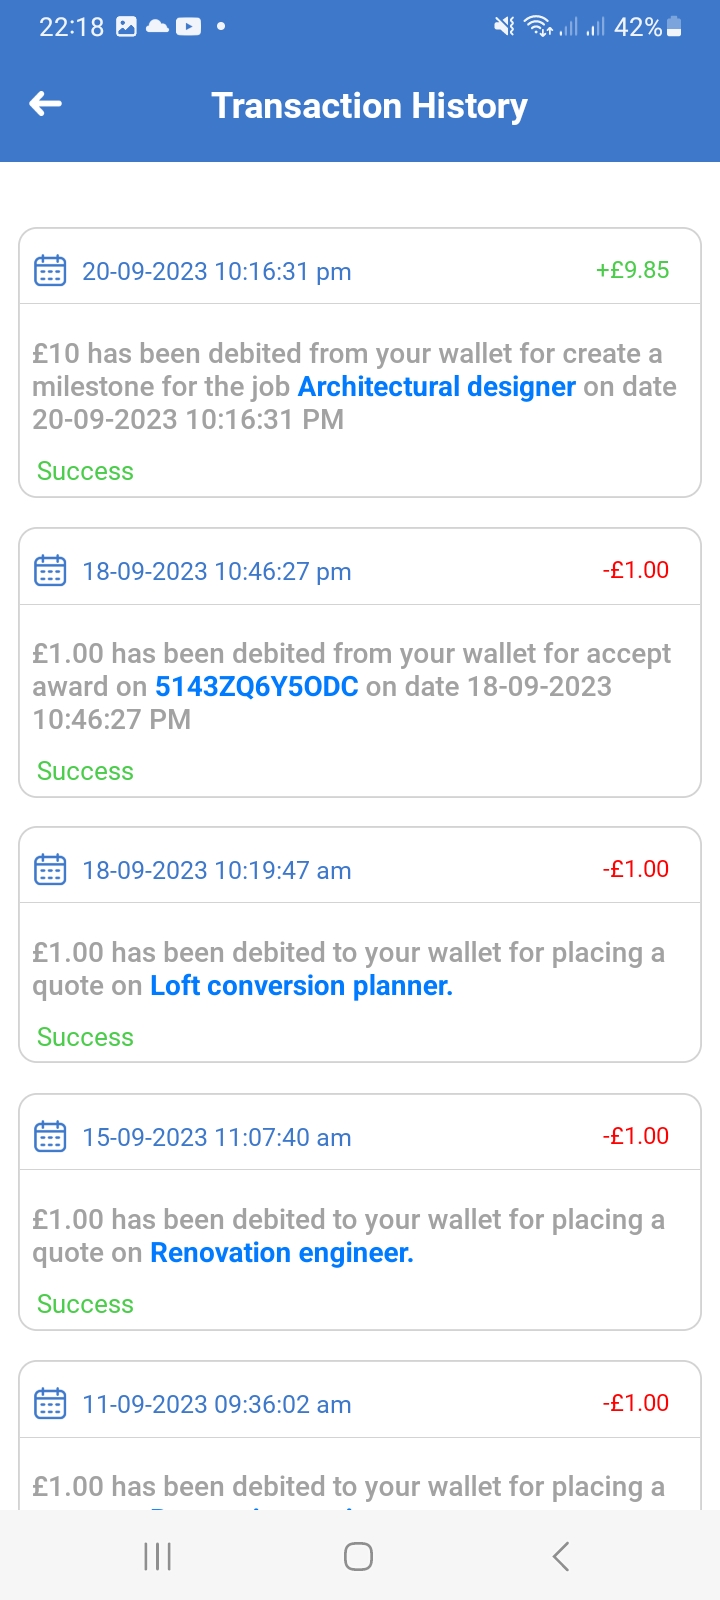 22:18
42%
Transaction History
20-09-2023 10:16:31 pm
+£9.85
£10 has been debited from your wallet for create a
milestone for the job Architectural designer on date
20-09-2023 10:16:31 PM
Success
18-09-2023 10:46:27 pm
-£1.00
£1.00 has been debited from your wallet for accept
award on 5143ZQ6Y5ODC on date 18-09-2023
10:46:27 PM
Success
18-09-2023 10:19:47 am
-£1.00
£1.00 has been debited to your wallet for placing a
quote on Loft conversion planner.
Success
15-09-2023 11:07:40 am
-£1.00
£1.00 has been debited to your wallet for placing a
quote on Renovation engineer.
Success
11-09-2023 09:36:02 am
-£1.00
£1.00 has been debited to your wallet for placing a